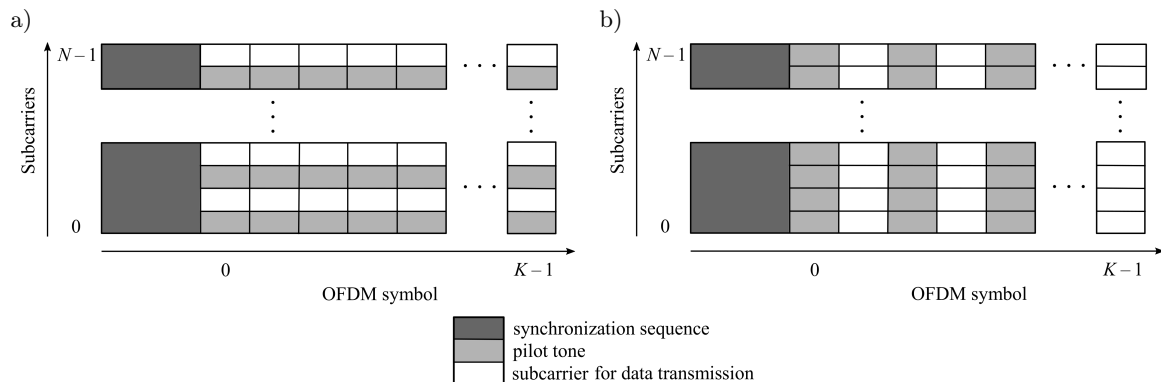 a)
N – 1
Subcarriers
0
0
K – 1
OFDM symbol
b)
N – 1
Subcarriers
0
0
K – 1
OFDM symbol
synchronization sequence
pilot tone
subcarrier for data transmission